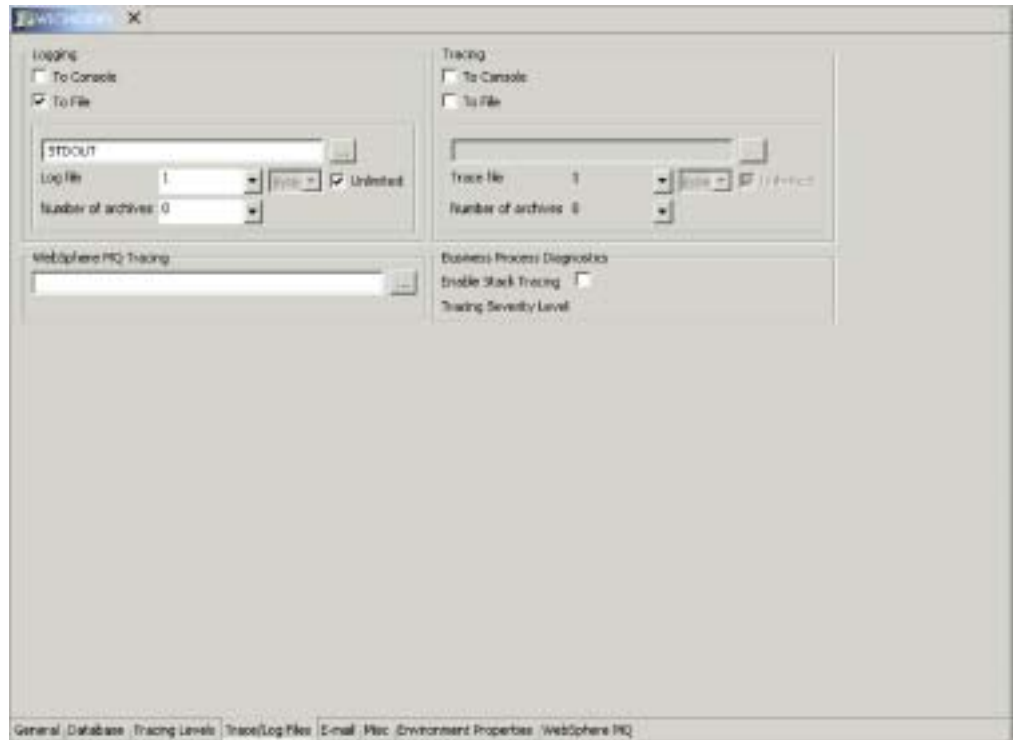 Logging
To Console
To File
STDOUT
...
Log file 1 Unlimited
Number of archives 0
Tracing
To Console
To File
...
Trace file
Number of archives 0
WebSphere MQ Tracing
...
Business Process Diagnostics
Enable Stack Tracing
Tracing Severity Level
General Database Tracing Levels Trace/Log Files E-mail Misc Environment Properties WebSphere MQ